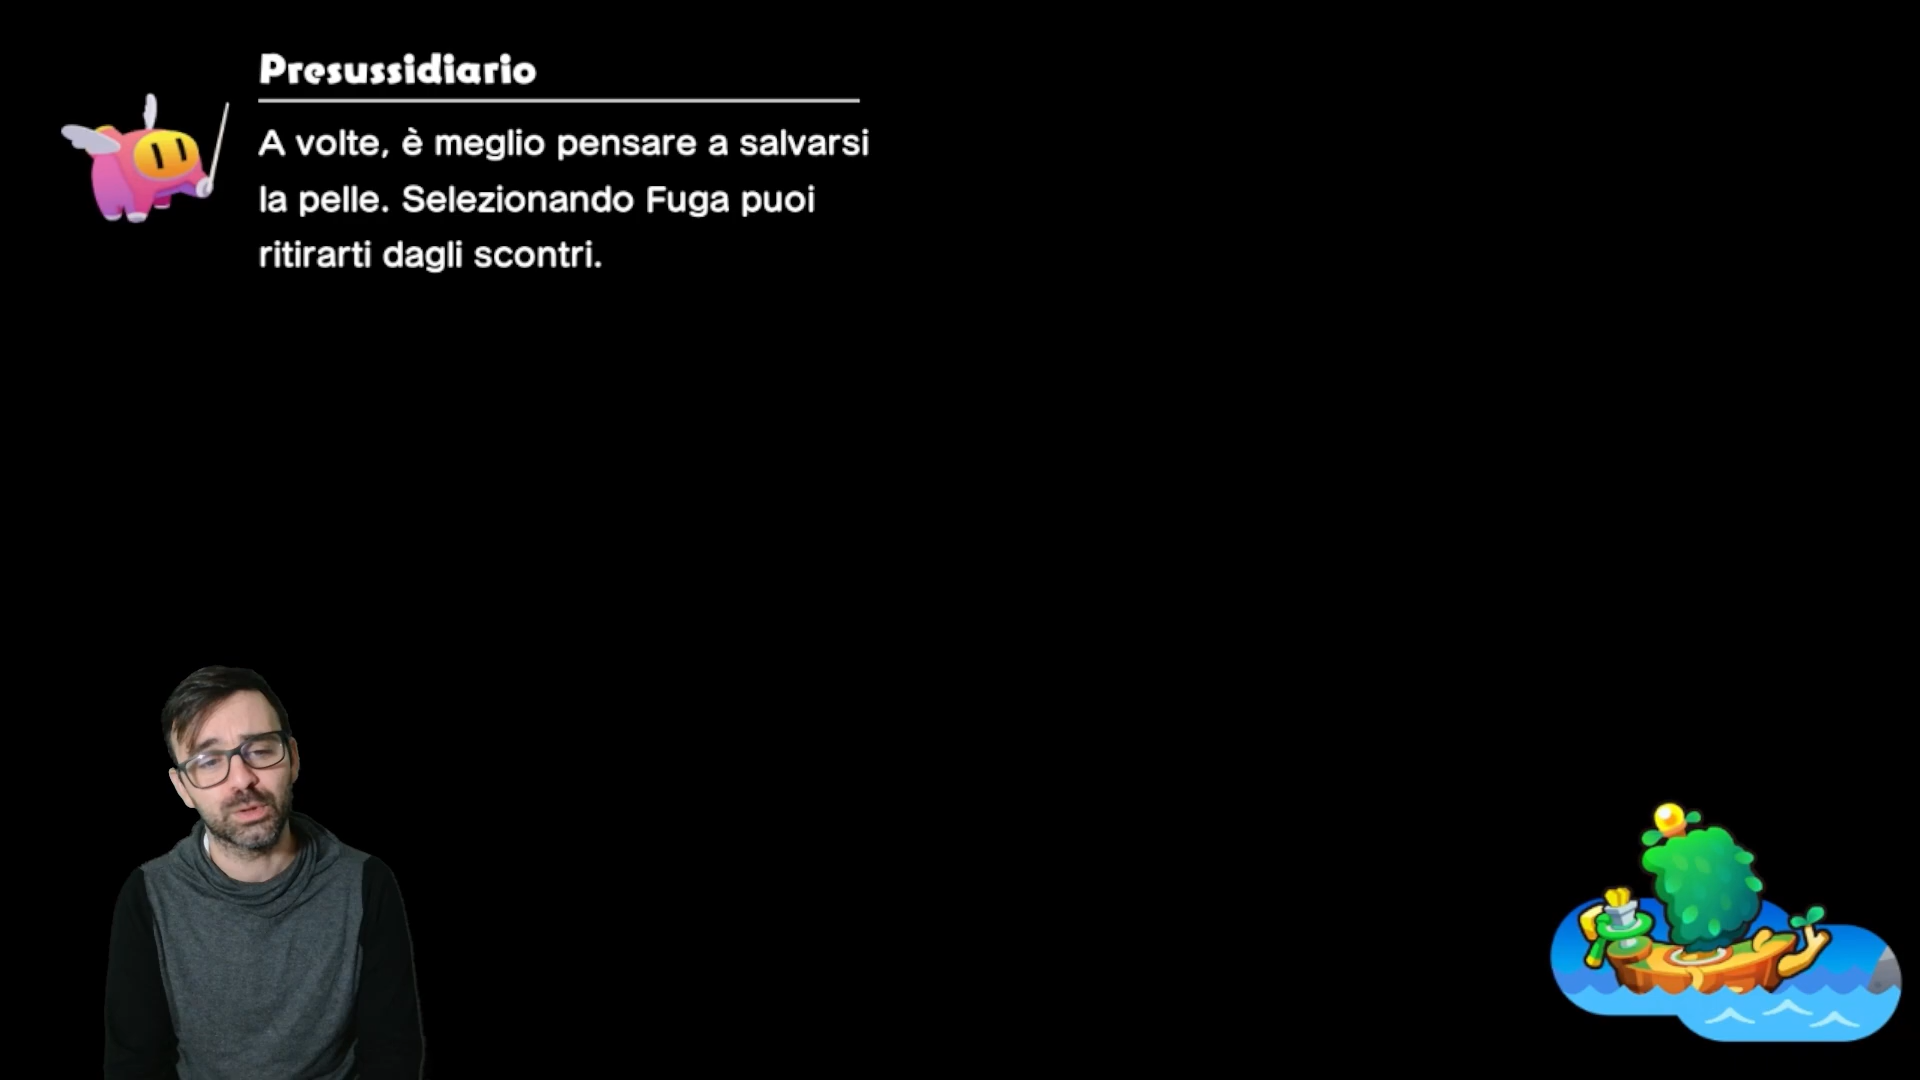 Presussidiario
A volte, è meglio pensare a salvarsi
la pelle. Selezionando Fuga puoi
ritirarti dagli scontri.